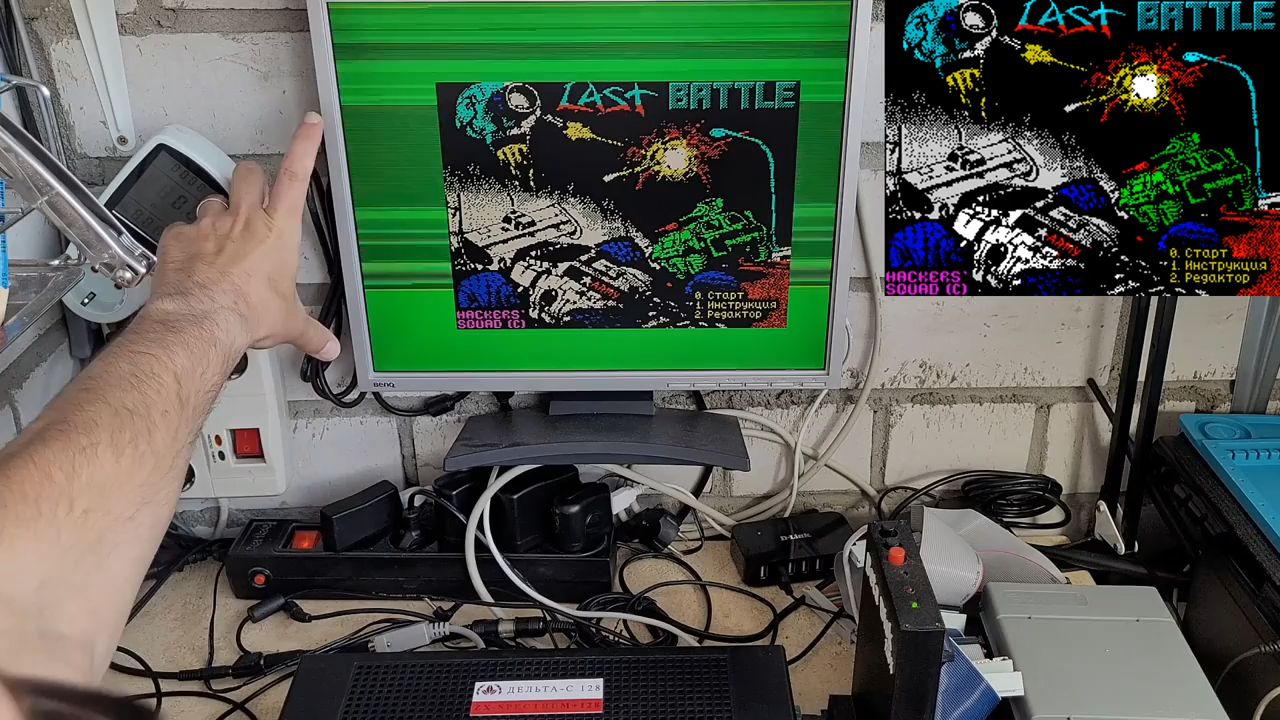 LAST BATTLE
0. Старт
1. Инструкция
2. Редактор
HACKERS'
SQUAD (C)
LAST BATTLE
ARMY
0. Старт
1. Инструкция
2. Редактор
HACKERS'
SQUAD (C)
BENQ
D-Link
ДЕЛЬТА-С 128
ZX-SPECTRUM+128